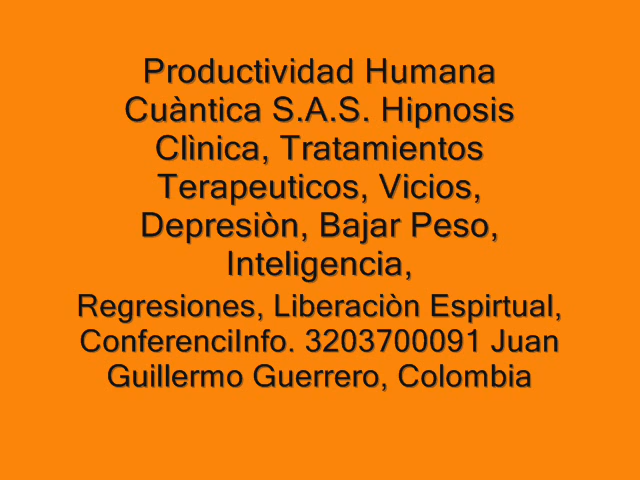 Productividad Humana
Cuàntica S.A.S. Hipnosis
Clìnica, Tratamientos
Terapeuticos, Vicios,
Depresiòn, Bajar Peso,
Inteligencia,
Regresiones, Liberaciòn Espirtual,
ConferenciInfo. 3203700091 Juan
Guillermo Guerrero, Colombia